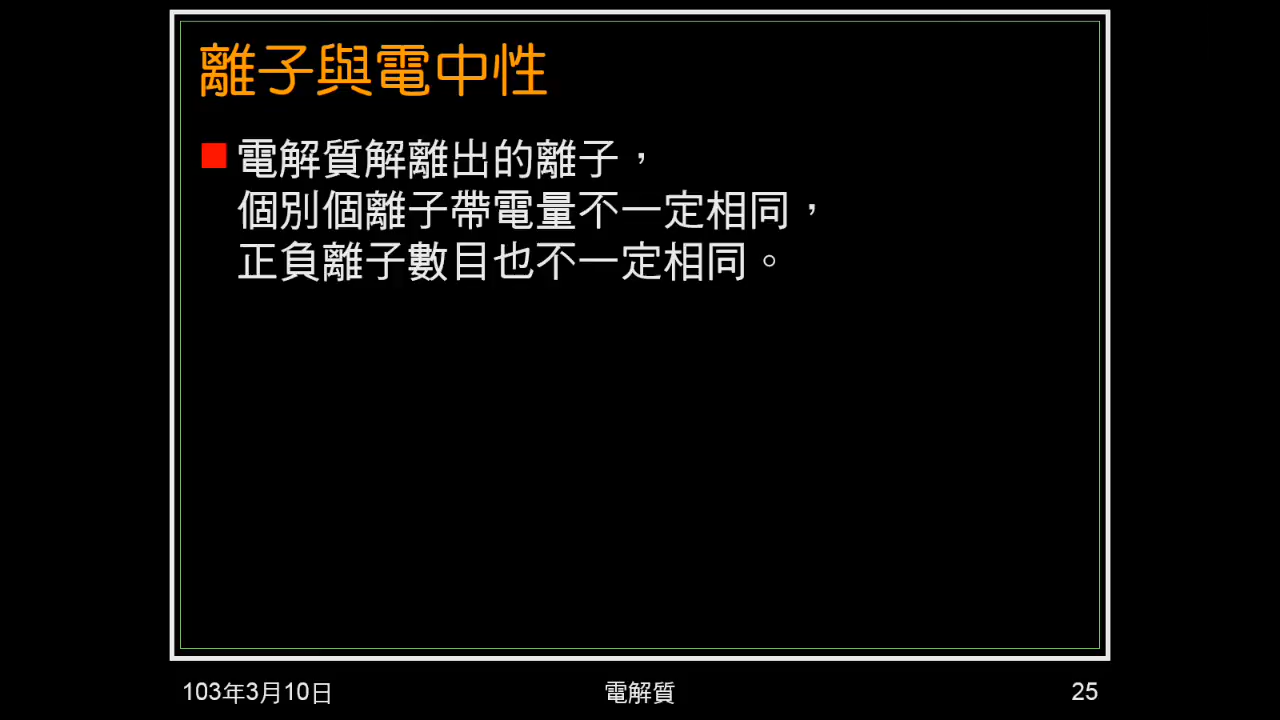 離子與電中性
電解質解離出的離子，
個別個離子帶電量不一定相同，
正負離子數目也不一定相同。
103年3月10日
電解質
25